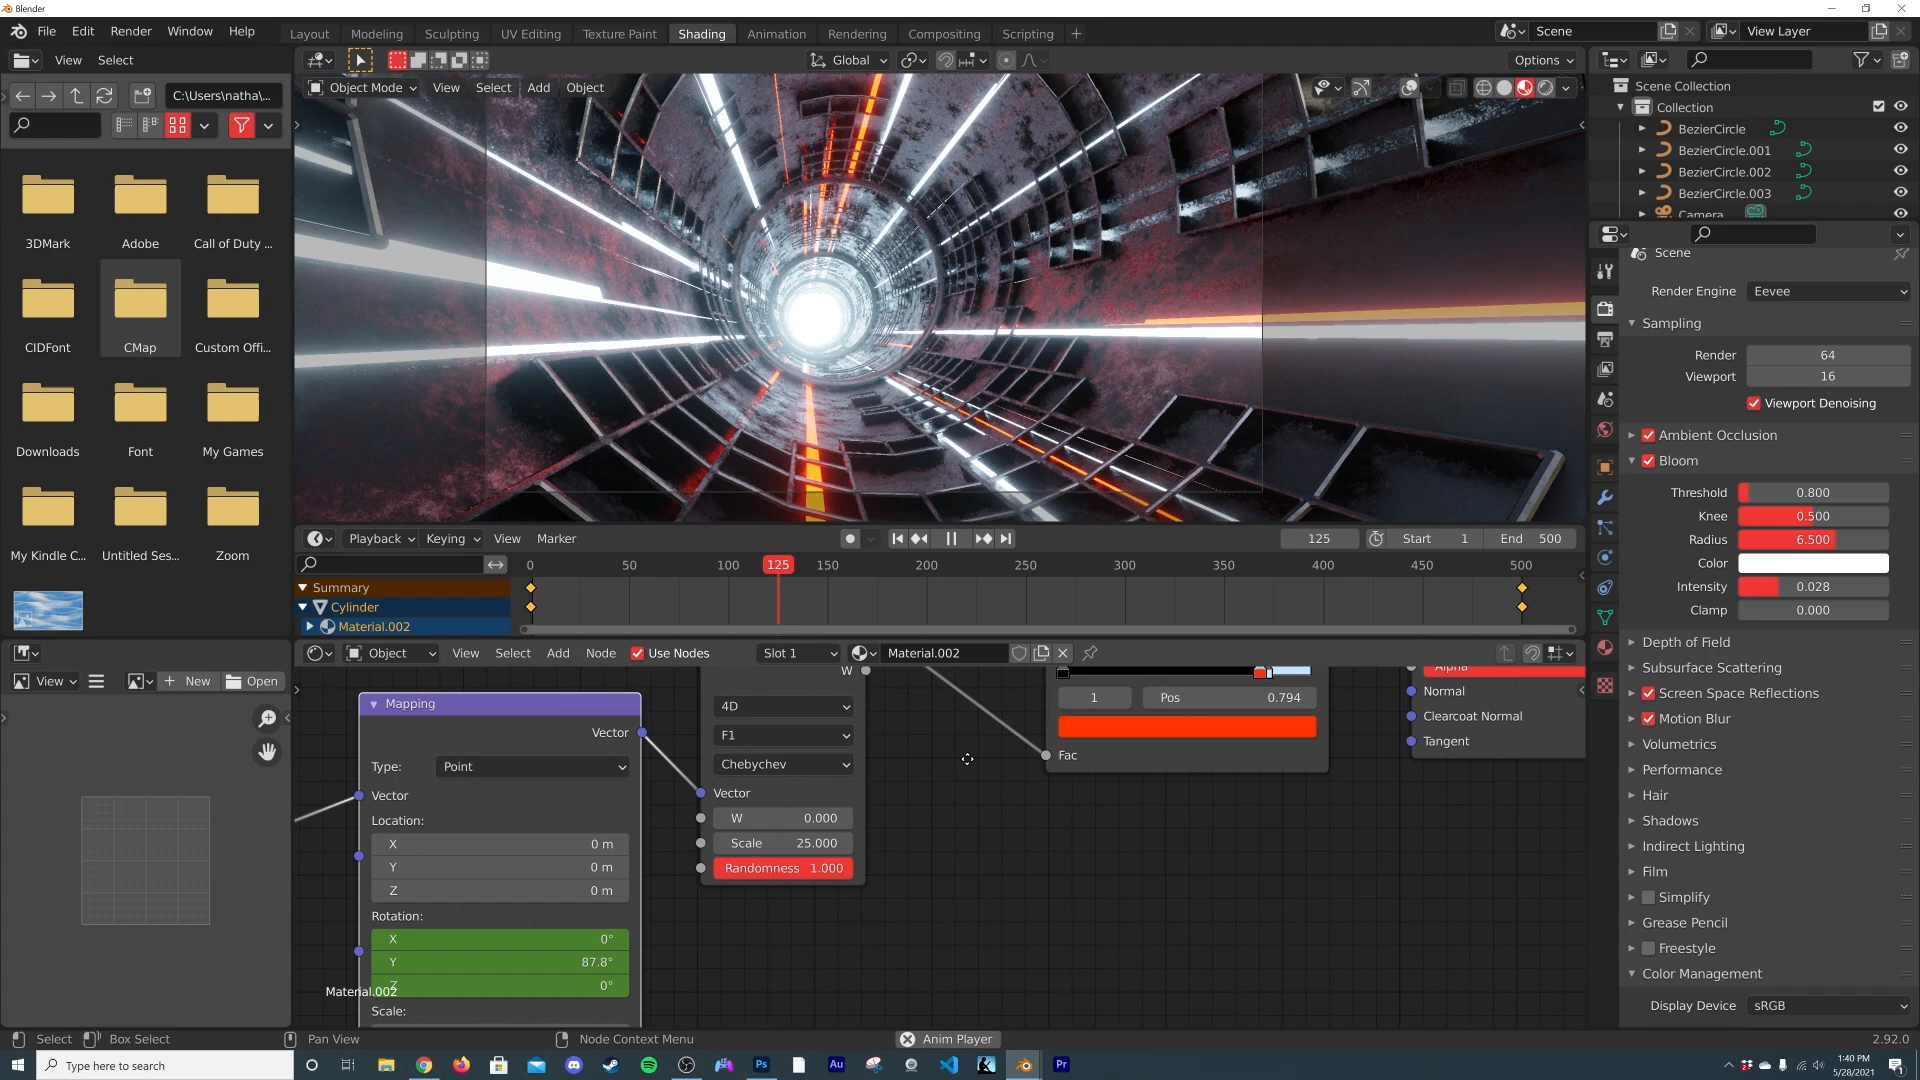 Blender
File Edit Render Window Help Layout Modeling Sculpting UV Editing Texture Paint Shading Animation Rendering Compositing Scripting + Scene View Layer
View Select Global Options
C:\Users\natha\... Object Mode View Select Add Object
Scene Collection
Collection
BezierCircle
BezierCircle.001
BezierCircle.002
BezierCircle.003
Camera
3DMark Adobe Call of Duty ...
CIDFont CMap Custom Offi...
Downloads Font My Games
My Kindle C... Untitled Ses... Zoom
Scene
Render Engine Eevee
Sampling
Render 64
Viewport 16
Viewport Denoising
Ambient Occlusion
Bloom
Threshold 0.800
Knee 0.500
Radius 6.500
Color
Intensity 0.028
Clamp 0.000
Depth of Field
Subsurface Scattering
Screen Space Reflections
Motion Blur
Volumetrics
Performance
Hair
Shadows
Indirect Lighting
Film
Simplify
Grease Pencil
Freestyle
Color Management
Display Device sRGB
Playback Keying View Marker 125 Start 1 End 500
0 50 100 125 150 200 250 300 350 400 450 500
Summary
Cylinder
Material.002
View New Open
Object View Select Add Node Use Nodes Slot 1 Material.002
Mapping
Vector
Type: Point
Vector
Location:
X 0 m
Y 0 m
Z 0 m
Rotation:
X 0°
Y 87.8°
Z 0°
Material.002
Scale:
W
4D
F1
Chebychev
Vector
W 0.000
Scale 25.000
Randomness 1.000
1 Pos 0.794
Fac
Alpha
Normal
Clearcoat Normal
Tangent
Select Box Select Pan View Node Context Menu Anim Player 2.92.0
Type here to search Ps Au Pr 1:40 PM
5/28/2021